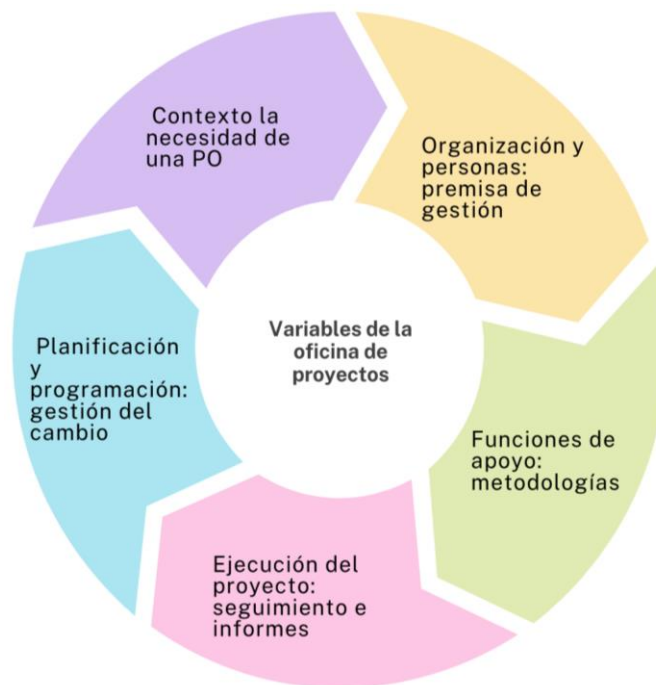 Contexto la
necesidad de
una PO
Organización y
personas:
premisa de
gestión
Variables de la
oficina de
proyectos
Planificación
y
programación:
gestión del
cambio
Funciones de
apoyo:
metodologías
Ejecución del
proyecto:
seguimiento e
informes